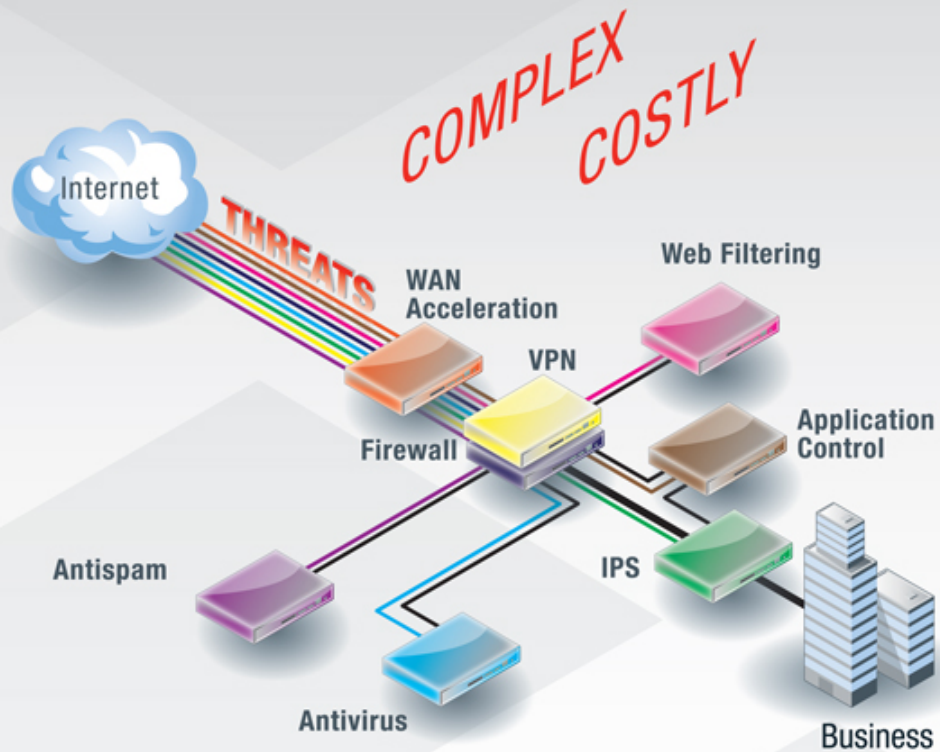 COMPLEX
COSTLY
Internet
THREATS
WAN
Acceleration
Web Filtering
VPN
Firewall
Application
Control
Antispam
IPS
Antivirus
Business